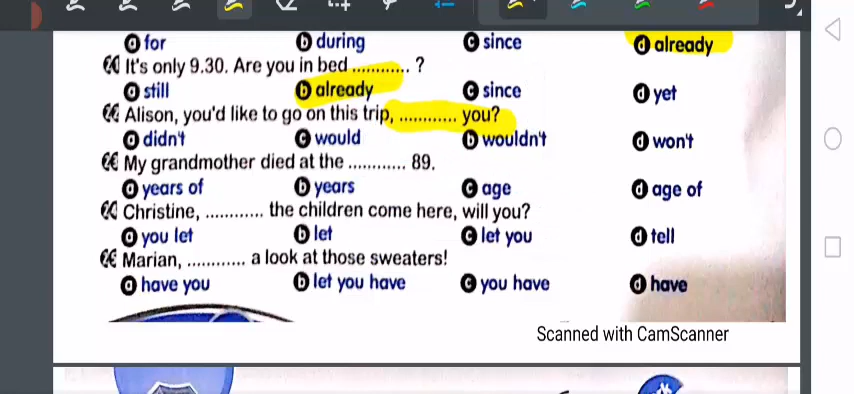 a for b during c since d already
It's only 9.30. Are you in bed ............ ?
a still b already c since d yet
Alison, you'd like to go on this trip, ............ you?
a didn't c would b wouldn't d won't
My grandmother died at the ............ 89.
a years of b years c age d age of
Christine, ............ the children come here, will you?
a you let b let c let you d tell
Marian, ............ a look at those sweaters!
a have you b let you have c you have d have
Scanned with CamScanner